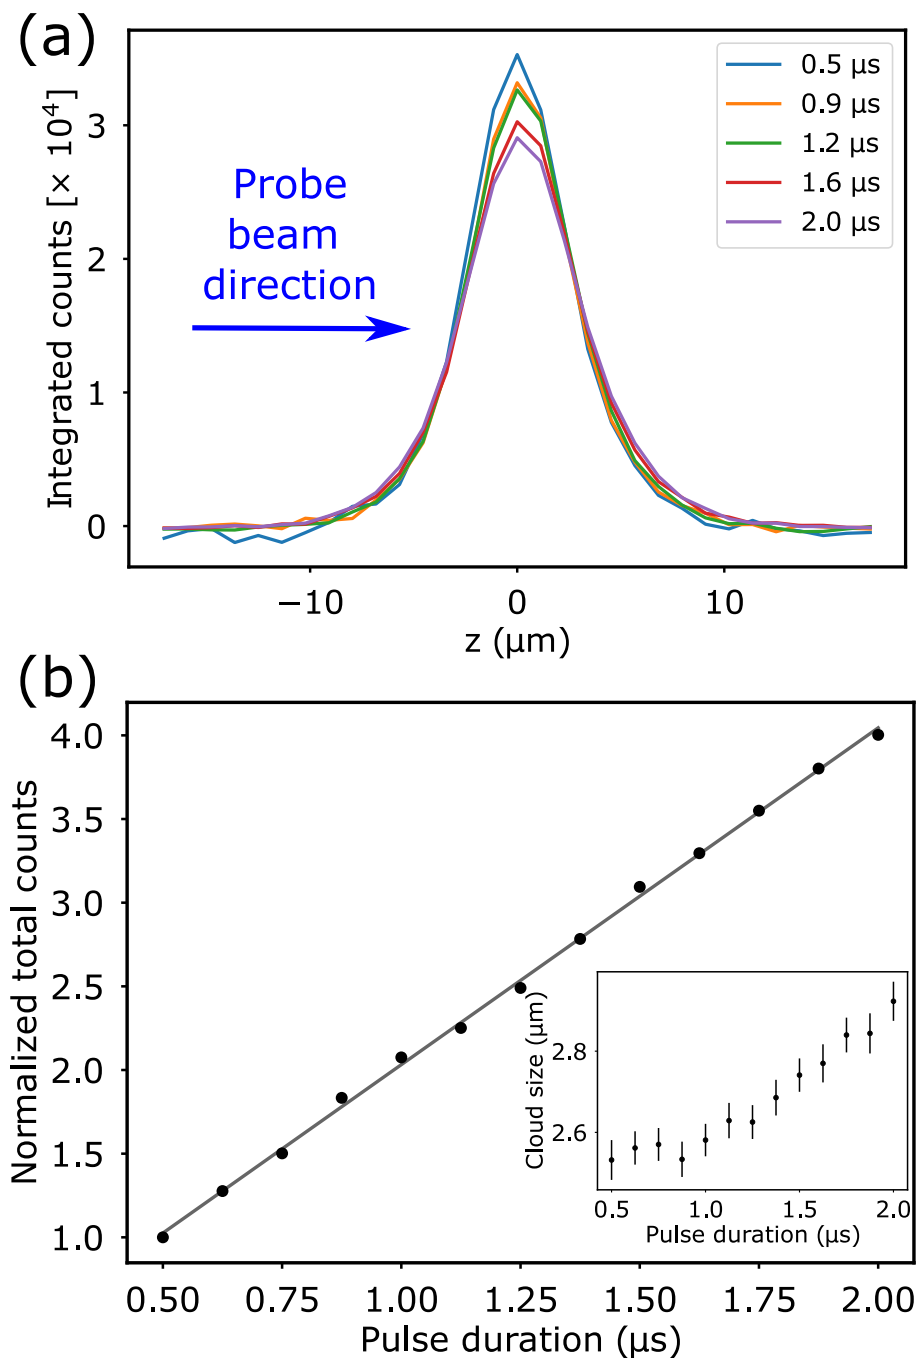 (a)
Integrated counts [× 10⁴]
3
2
1
0
Probe
beam
direction
0.5 μs
0.9 μs
1.2 μs
1.6 μs
2.0 μs
−10 0 10
z (μm)
(b)
Normalized total counts
4.0
3.5
3.0
2.5
2.0
1.5
1.0
Cloud size (μm)
2.8
2.6
0.5 1.0 1.5 2.0
Pulse duration (μs)
0.50 0.75 1.00 1.25 1.50 1.75 2.00
Pulse duration (μs)